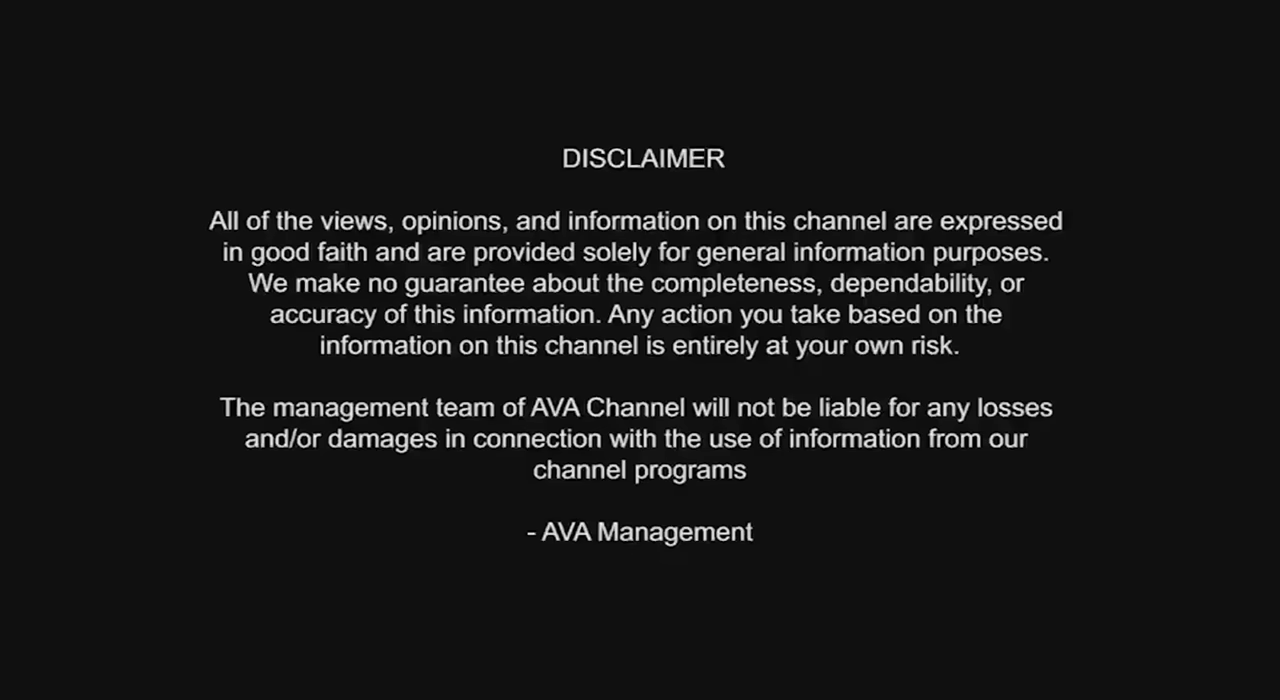 DISCLAIMER
All of the views, opinions, and information on this channel are expressed
in good faith and are provided solely for general information purposes.
We make no guarantee about the completeness, dependability, or
accuracy of this information. Any action you take based on the
information on this channel is entirely at your own risk.
The management team of AVA Channel will not be liable for any losses
and/or damages in connection with the use of information from our
channel programs
- AVA Management